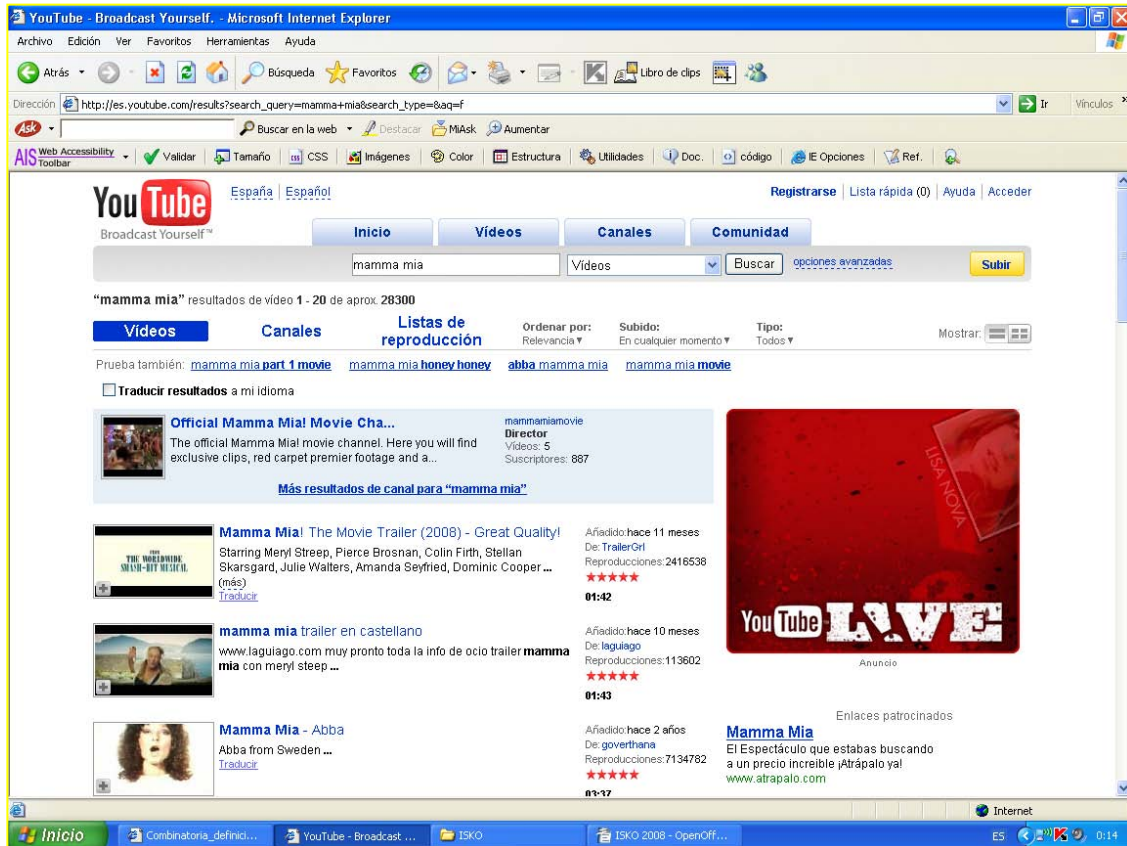 YouTube - Broadcast Yourself. - Microsoft Internet Explorer
Archivo Edición Ver Favoritos Herramientas Ayuda
Atrás Búsqueda Favoritos Libro de clips
Dirección http://es.youtube.com/results?search_query=mamma+mia&search_type=&aq=f Ir Vínculos »
Ask Buscar en la web Destacar MiAsk Aumentar
AIS Web Accessibility Toolbar Validar Tamaño CSS Imágenes Color Estructura Utilidades Doc. código IE Opciones Ref.
You Tube España Español Registrarse Lista rápida (0) Ayuda Acceder
Broadcast Yourself™ Inicio Vídeos Canales Comunidad
mamma mia Vídeos Buscar opciones avanzadas Subir
“mamma mia” resultados de vídeo 1 - 20 de aprox. 28300
Vídeos Canales Listas de reproducción Ordenar por: Subido: Tipo: Mostrar:
Relevancia▼ En cualquier momento▼ Todos▼
Prueba también: mamma mia part 1 movie mamma mia honey honey abba mamma mia mamma mia movie
Traducir resultados a mi idioma
Official Mamma Mia! Movie Cha...
The official Mamma Mia! movie channel. Here you will find
exclusive clips, red carpet premier footage and a...
mammamiamovie
Director
Vídeos: 5
Suscriptores: 887
Más resultados de canal para “mamma mia”
LISA NOVA
You Tube LIVE
Anuncio
FROM
THE WORLDWIDE
SMASH-HIT MUSICAL
Mamma Mia! The Movie Trailer (2008) - Great Quality!
Starring Meryl Streep, Pierce Brosnan, Colin Firth, Stellan
Skarsgard, Julie Walters, Amanda Seyfried, Dominic Cooper ...
(más)
Traducir
Añadido:hace 11 meses
De: TrailerGrl
Reproducciones:2416538
01:42
mamma mia trailer en castellano
www.laguiago.com muy pronto toda la info de ocio trailer mamma
mia con meryl steep ...
Añadido:hace 10 meses
De: laguiago
Reproducciones:113602
01:43
Mamma Mia - Abba
Abba from Sweden ...
Traducir
Añadido:hace 2 años
De: goverthana
Reproducciones:7134782
03:37
Enlaces patrocinados
Mamma Mia
El Espectáculo que estabas buscando
a un precio increible ¡Atrápalo ya!
www.atrapalo.com
Internet
Inicio Combinatoria_definici... YouTube - Broadcast ... ISKO ISKO 2008 - OpenOff... ES 0:14